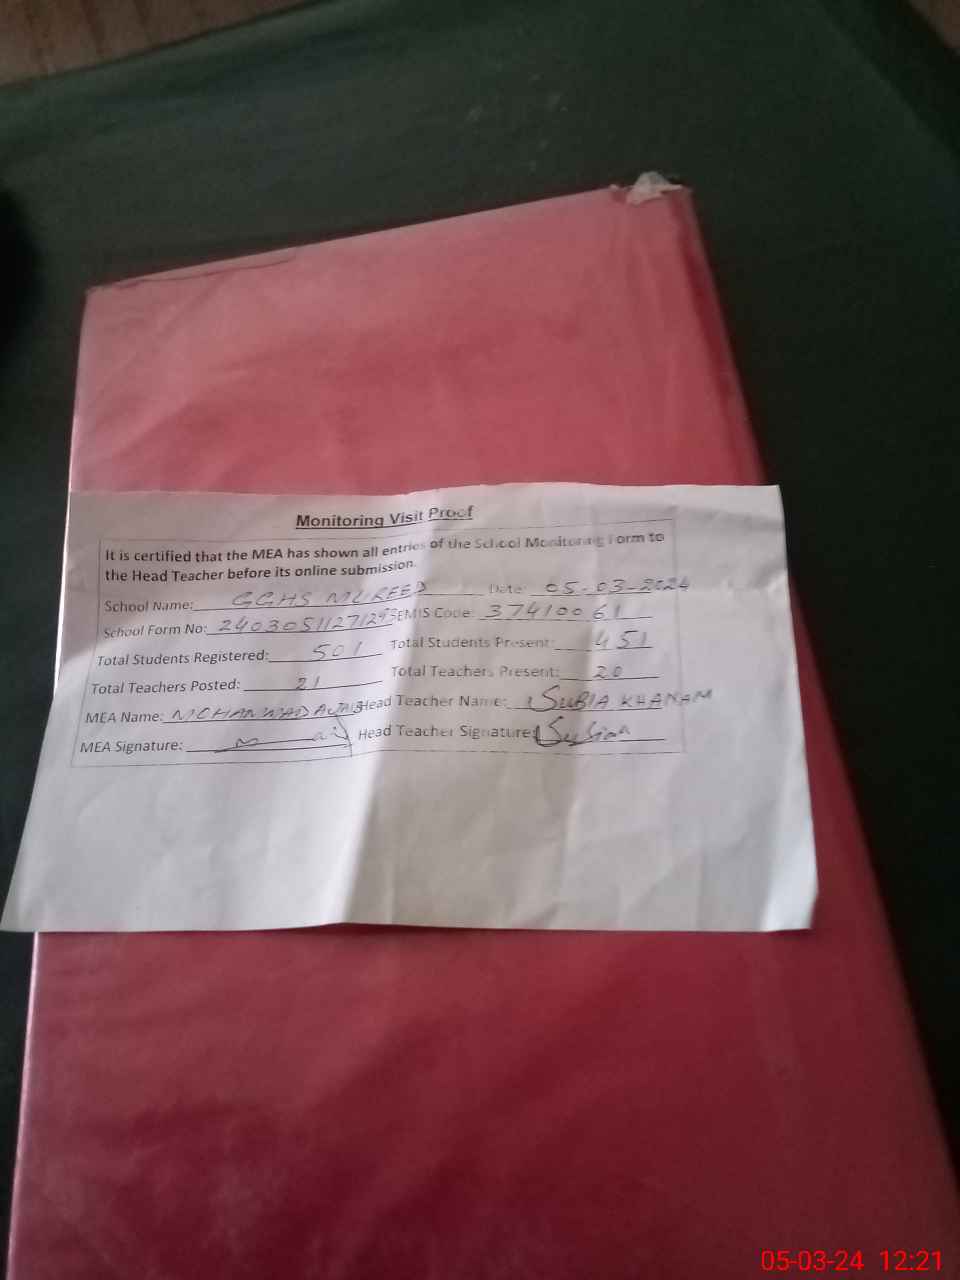 Monitoring Visit Proof
It is certified that the MEA has shown all entries of the School Monitoring Form to
the Head Teacher before its online submission.
School Name: GGHS MUREED Date: 05-03-2024
School Form No: EMIS Code: 37410061
Total Students Registered: 501 Total Students Present: 451
Total Teachers Posted: 21 Total Teachers Present: 20
MEA Name: Head Teacher Name: SUBIA KHANAM
MEA Signature: Head Teacher Signature:
05-03-24 12:21